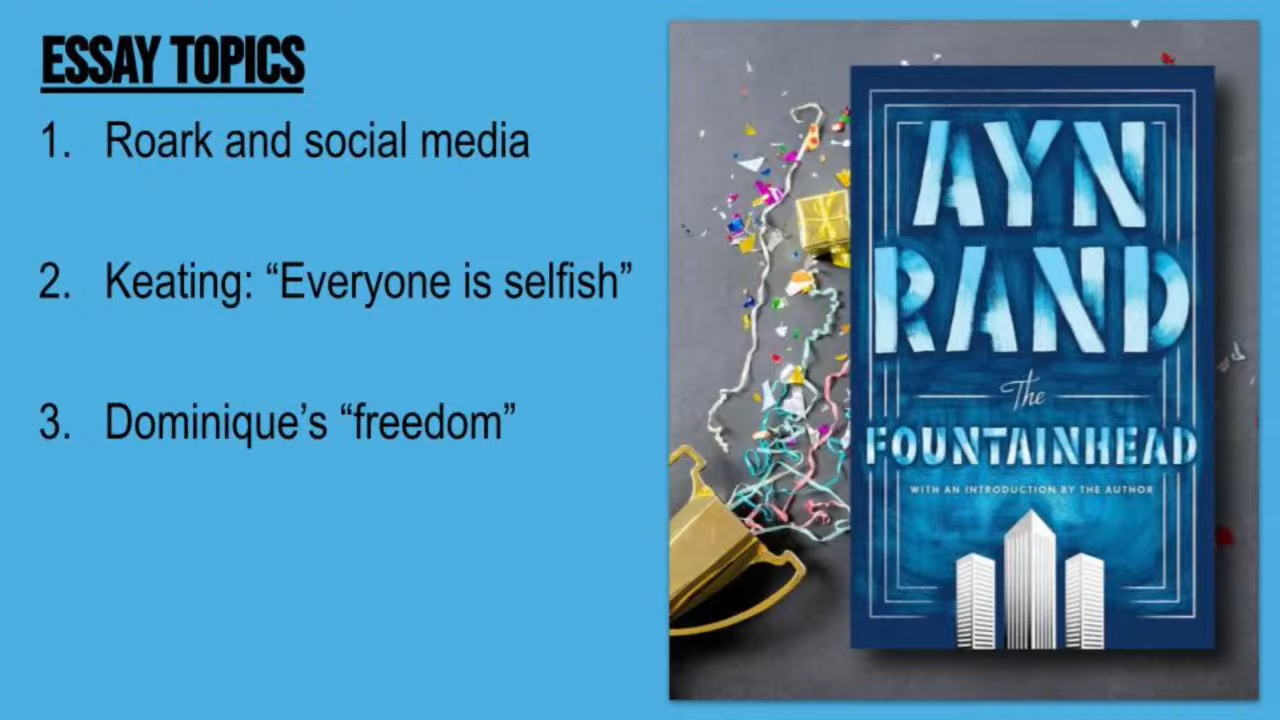 ESSAY TOPICS
1. Roark and social media
2. Keating: “Everyone is selfish”
3. Dominique’s “freedom”
AYN
RAND
The
FOUNTAINHEAD
WITH AN INTRODUCTION BY THE AUTHOR